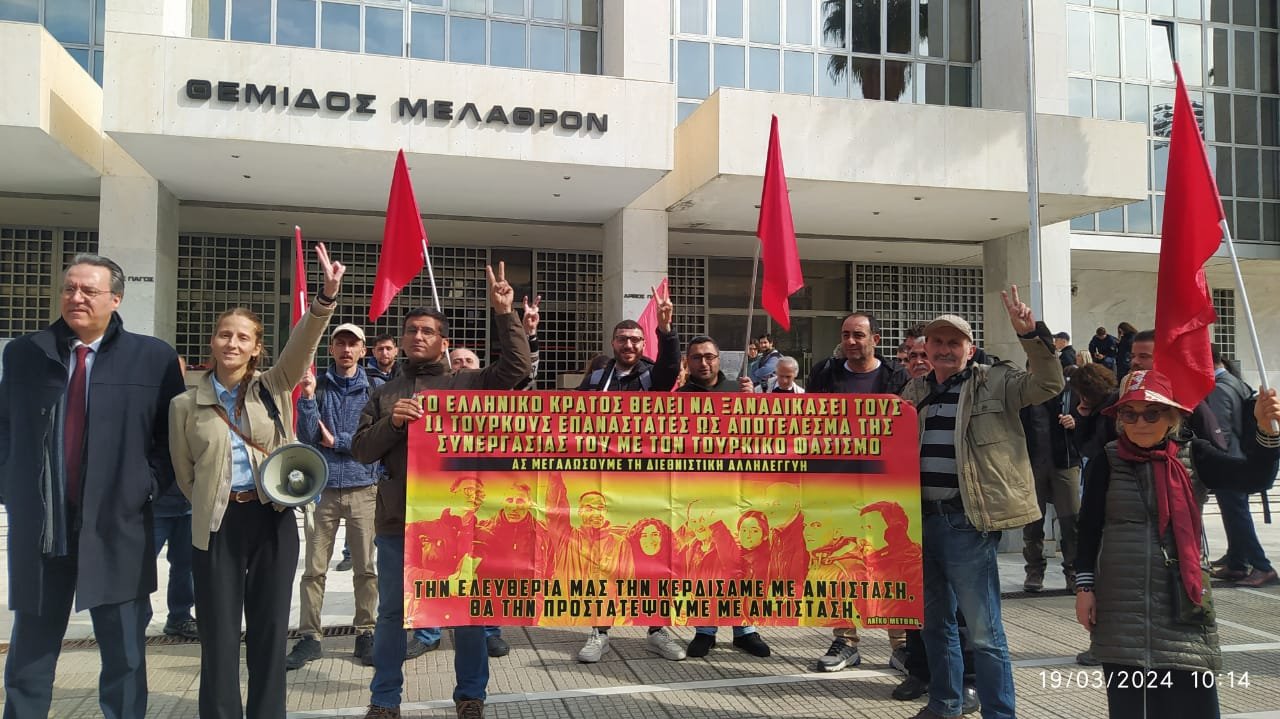 ΘΕΜΙΔΟΣ ΜΕΛΑΘΡΟΝ
ΤΟ ΕΛΛΗΝΙΚΟ ΚΡΑΤΟΣ ΘΕΛΕΙ ΝΑ ΞΑΝΑΔΙΚΑΣΕΙ ΤΟΥΣ
11 ΤΟΥΡΚΟΥΣ ΕΠΑΝΑΣΤΑΤΕΣ ΩΣ ΑΠΟΤΕΛΕΣΜΑ ΤΗΣ
ΣΥΝΕΡΓΑΣΙΑΣ ΤΟΥ ΜΕ ΤΟΝ ΤΟΥΡΚΙΚΟ ΦΑΣΙΣΜΟ
ΑΣ ΜΕΓΑΛΩΣΟΥΜΕ ΤΗ ΔΙΕΘΝΙΣΤΙΚΗ ΑΛΛΗΛΕΓΓΥΗ
ΤΗΝ ΕΛΕΥΘΕΡΙΑ ΜΑΣ ΤΗΝ ΚΕΡΔΙΣΑΜΕ ΜΕ ΑΝΤΙΣΤΑΣΗ,
ΘΑ ΤΗΝ ΠΡΟΣΤΑΤΕΨΟΥΜΕ ΜΕ ΑΝΤΙΣΤΑΣΗ.
ΛΑΪΚΟ ΜΕΤΩΠΟ
19/03/2024 10:14